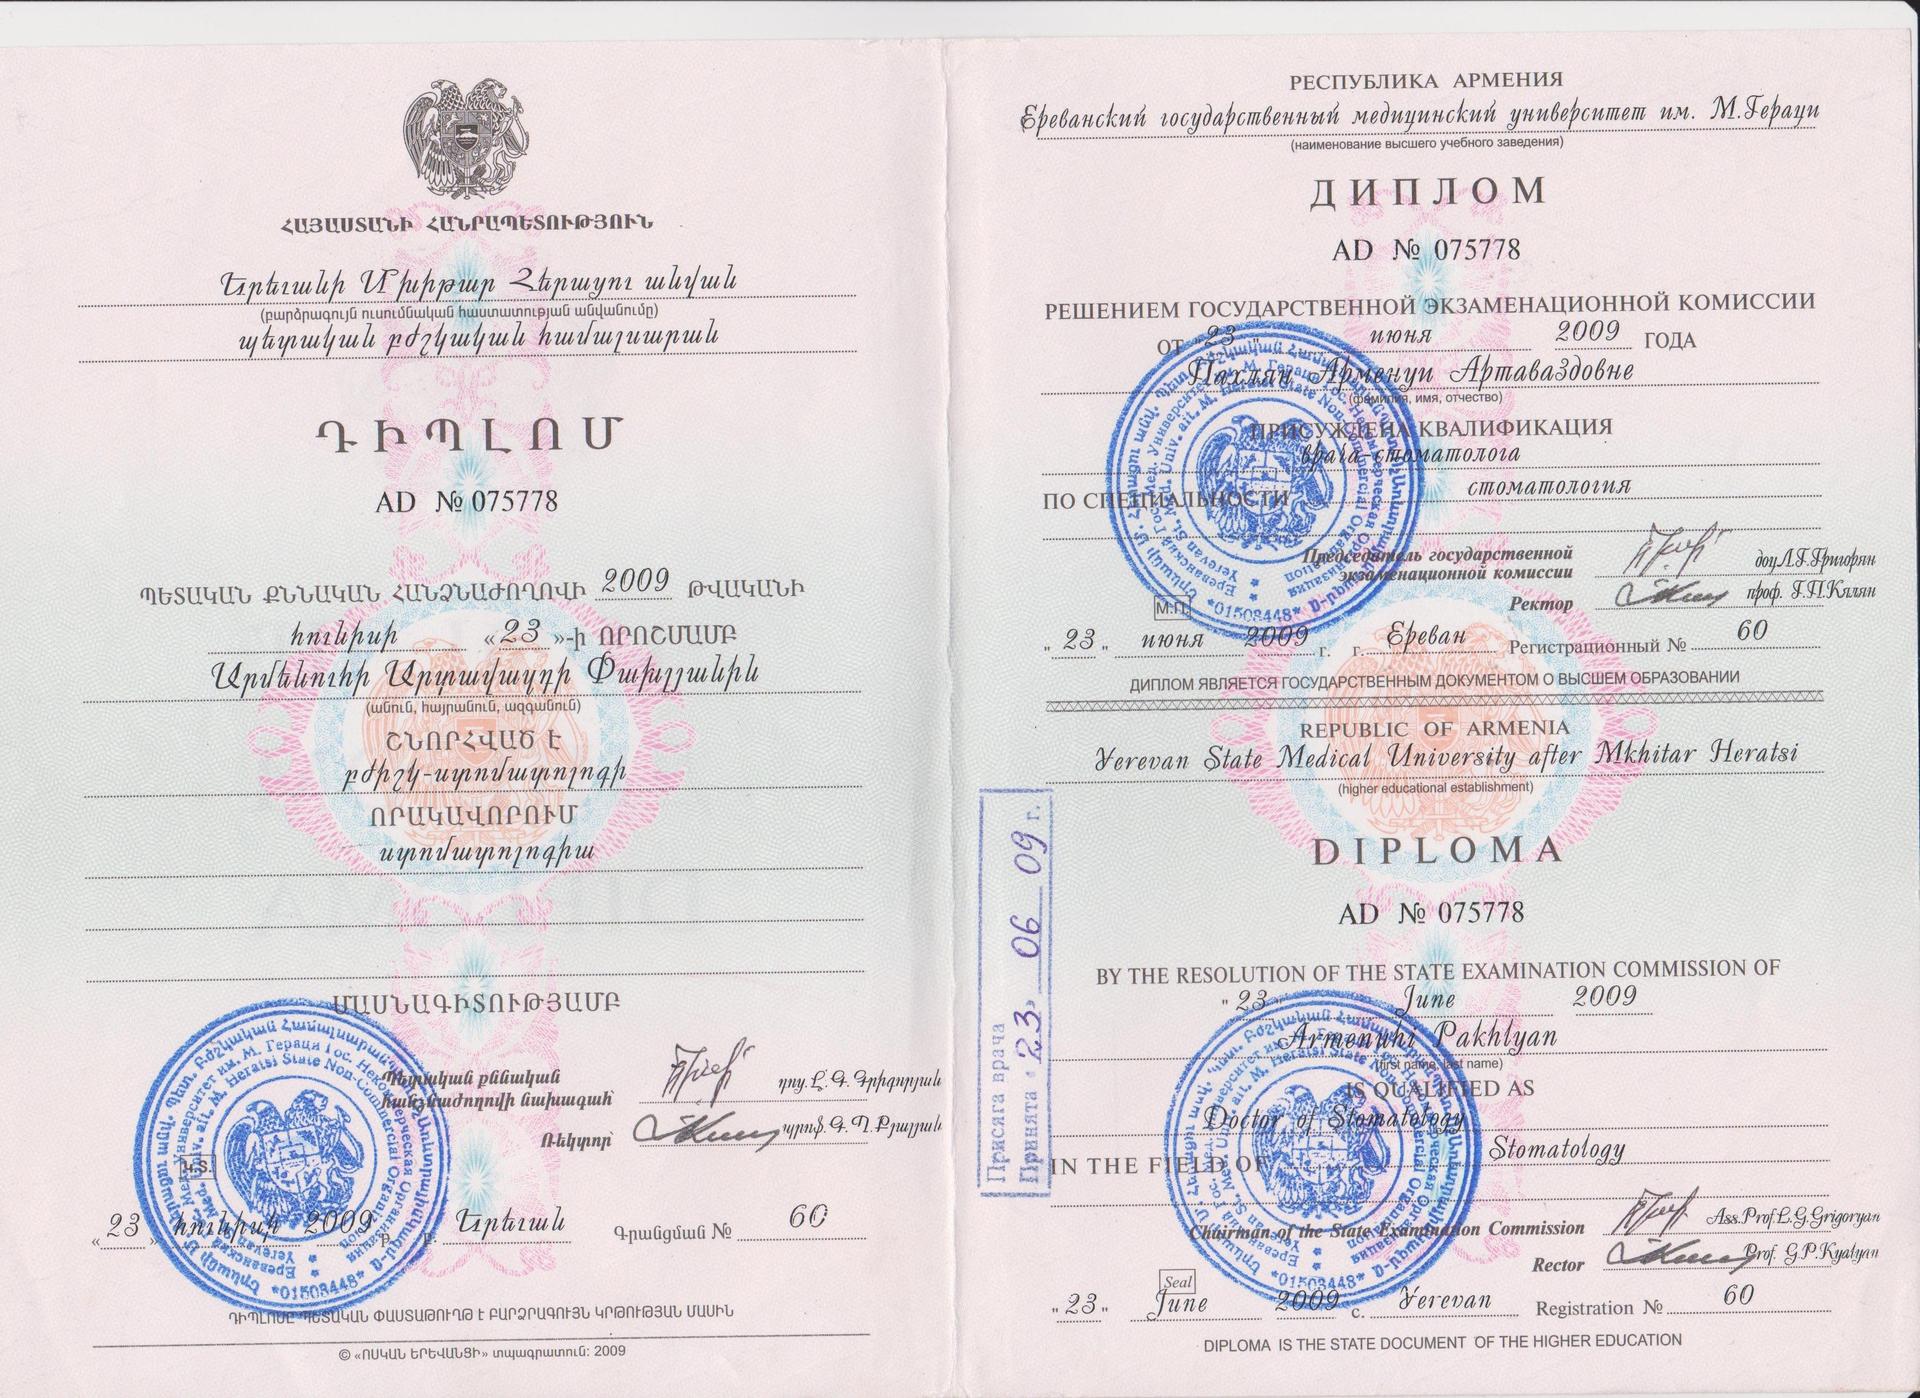 ՀԱՅԱՍՏԱՆԻ ՀԱՆՐԱՊԵՏՈՒԹՅՈՒՆ
Երեւանի Մխիթար Հերացու անվան
(բարձրագույն ուսումնական հաստատության անվանումը)
պետական բժշկական համալսարան
ԴԻՊԼՈՄ
AD № 075778
ՊԵՏԱԿԱՆ ՔՆՆԱԿԱՆ ՀԱՆՁՆԱԺՈՂՈՎԻ 2009 ԹՎԱԿԱՆԻ
հունիսի «23»-ի ՈՐՈՇՄԱՄԲ
Արմենուհի Արտավազդի Փախլյանին
(անուն, հայրանուն, ազգանուն)
ՇՆՈՐՀՎԱԾ Է
բժիշկ-ստոմատոլոգի
ՈՐԱԿԱՎՈՐՈՒՄ
ստոմատոլոգիա
ՄԱՍՆԱԳԻՏՈՒԹՅԱՄԲ
Պետական քննական
հանձնաժողովի նախագահ՝ դոց.Լ.Գ.Գրիգորյան
Ռեկտոր՝ պրոֆ.Գ.Պ.Քյալյան
Կ.Տ.
«23» հունիսի 2009 թ. ք. Երեւան Գրանցման № 60
ԴԻՊԼՈՄԸ ՊԵՏԱԿԱՆ ՓԱՍՏԱԹՈՒՂԹ Է ԲԱՐՁՐԱԳՈՒՅՆ ԿՐԹՈՒԹՅԱՆ ՄԱՍԻՆ
© «ՈՍԿԱՆ ԵՐԵՎԱՆՑԻ» տպագրատուն: 2009
РЕСПУБЛИКА АРМЕНИЯ
Ереванский государственный медицинский университет им. М.Гераци
(наименование высшего учебного заведения)
ДИПЛОМ
AD № 075778
РЕШЕНИЕМ ГОСУДАРСТВЕННОЙ ЭКЗАМЕНАЦИОННОЙ КОМИССИИ
ОТ "23" июня 2009 ГОДА
Пахлян Арменуи Артаваздовне
(фамилия, имя, отчество)
ПРИСУЖДЕНА КВАЛИФИКАЦИЯ
врача-стоматолога
ПО СПЕЦИАЛЬНОСТИ стоматология
Председатель государственной
экзаменационной комиссии доц.Л.Г.Григорян
Ректор проф. Г.П.Кялян
М.П.
"23" июня 2009 г. г. Ереван Регистрационный № 60
ДИПЛОМ ЯВЛЯЕТСЯ ГОСУДАРСТВЕННЫМ ДОКУМЕНТОМ О ВЫСШЕМ ОБРАЗОВАНИИ
REPUBLIC OF ARMENIA
Yerevan State Medical University after Mkhitar Heratsi
(higher educational establishment)
DIPLOMA
AD № 075778
BY THE RESOLUTION OF THE STATE EXAMINATION COMMISSION OF
"23" June 2009
Armenuhi Pakhlyan
(first name, last name)
IS QUALIFIED AS
Doctor of Stomatology
IN THE FIELD OF Stomatology
Chairman of the State Examination Commission Ass.Prof.L.G.Grigoryan
Rector Prof. G.P.Kyalyan
Seal
"23" June 2009 c. Yerevan Registration № 60
DIPLOMA IS THE STATE DOCUMENT OF THE HIGHER EDUCATION
Присяга врача
Принята «23» 06 09 г.
*01503448*